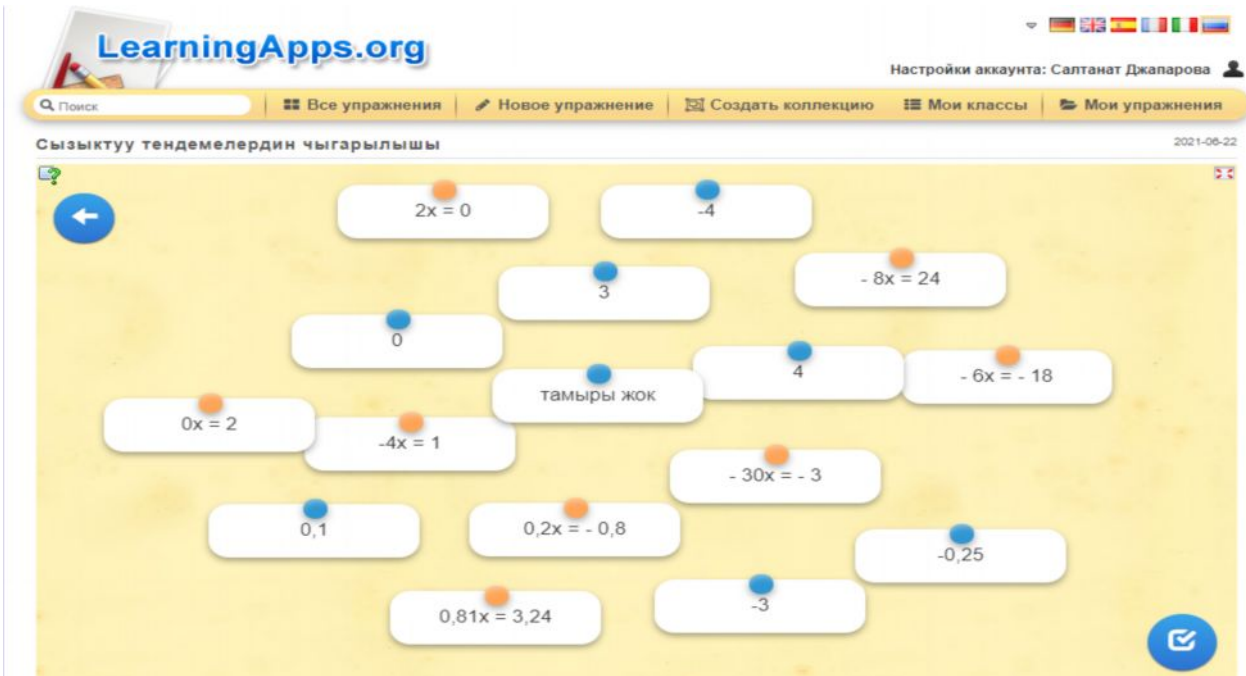 LearningApps.org
Настройки аккаунта: Салтанат Джапарова
Поиск
Все упражнения
Новое упражнение
Создать коллекцию
Мои классы
Мои упражнения
Сызыктуу тендемелердин чыгарылышы
2021-06-22
2x = 0
-4
3
- 8x = 24
0
4
- 6x = - 18
тамыры жок
0x = 2
-4x = 1
- 30x = - 3
0,1
0,2x = - 0,8
-0,25
-3
0,81x = 3,24